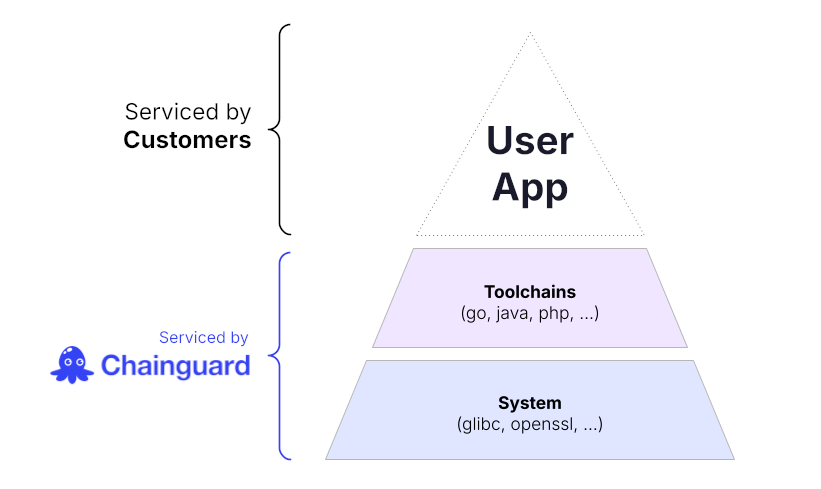 Serviced by
Customers
User
App
Serviced by
Chainguard
Toolchains
(go, java, php, ...)
System
(glibc, openssl, ...)